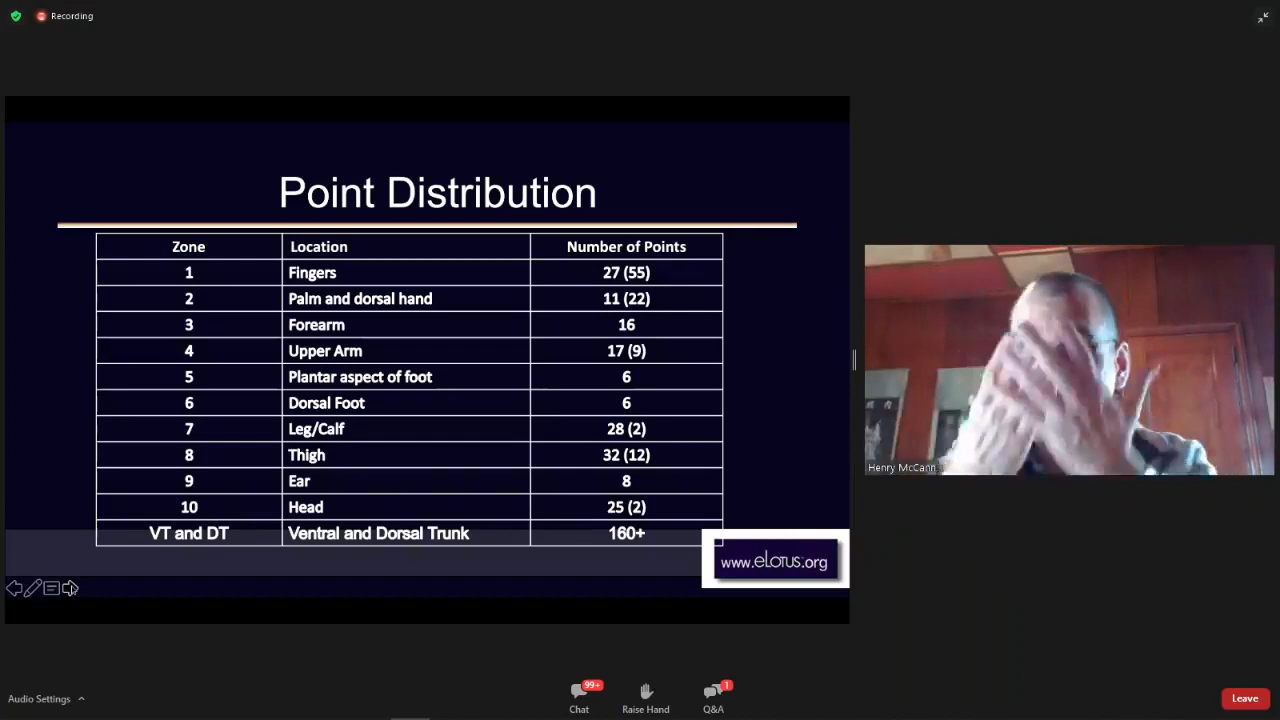 Recording
Point Distribution
Zone Location Number of Points
1 Fingers 27 (55)
2 Palm and dorsal hand 11 (22)
3 Forearm 16
4 Upper Arm 17 (9)
5 Plantar aspect of foot 6
6 Dorsal Foot 6
7 Leg/Calf 28 (2)
8 Thigh 32 (12)
9 Ear 8
10 Head 25 (2)
VT and DT Ventral and Dorsal Trunk 160+
www.eLotus.org
Henry McCann
Audio Settings
99+
Chat
Raise Hand
1
Q&A
Leave